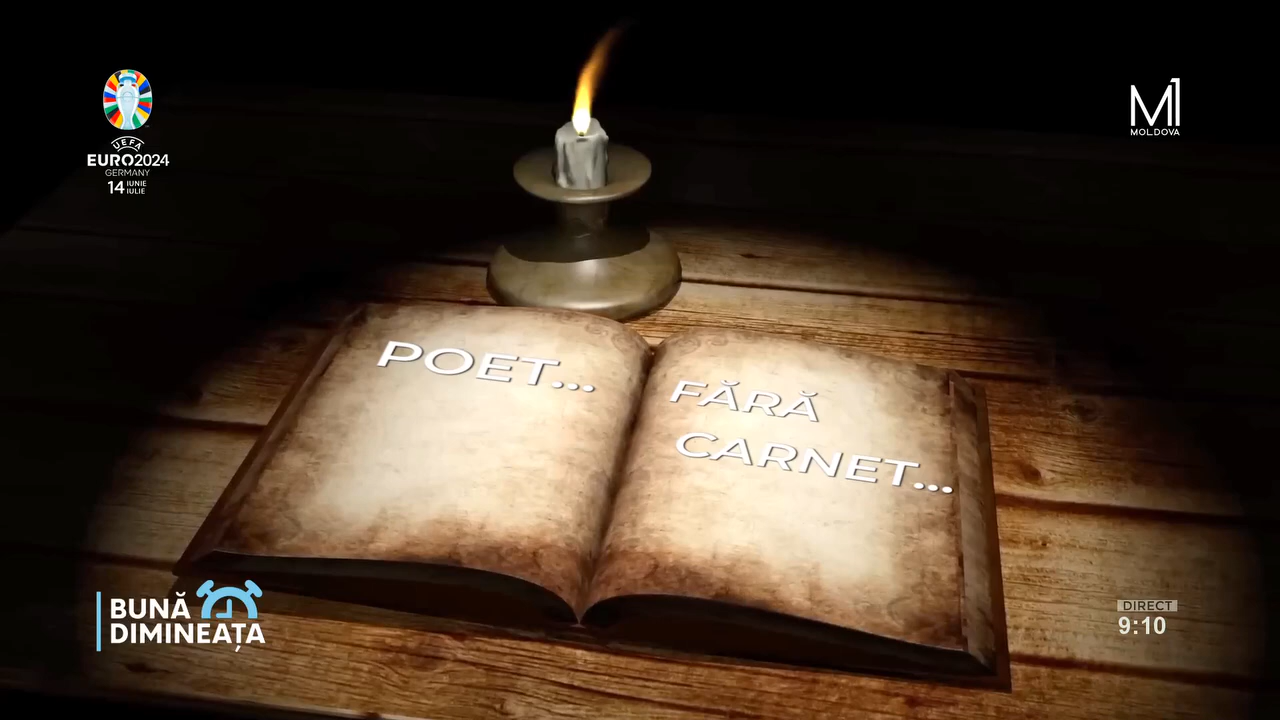 UEFA
EURO2024
GERMANY
14 IUNIE
IULIE
M1
MOLDOVA
POET...
FĂRĂ
CARNET...
BUNĂ
DIMINEAȚA
DIRECT
9:10